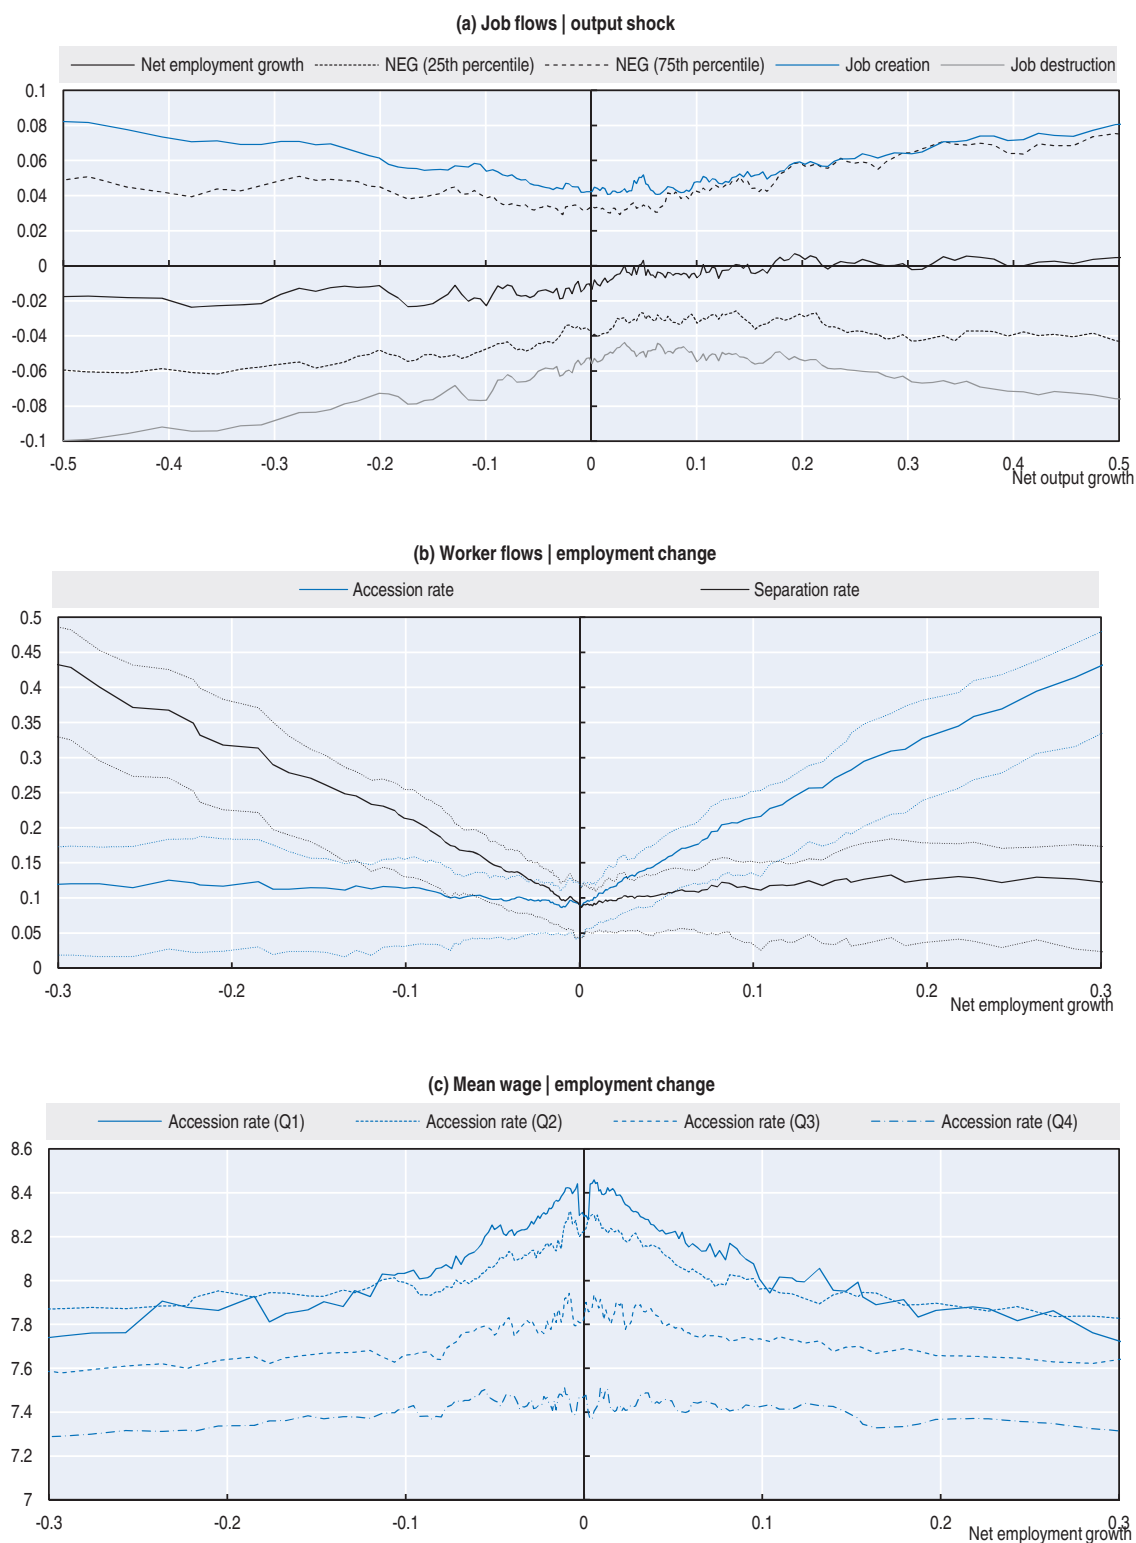 (a) Job flows | output shock
Net employment growth NEG (25th percentile) NEG (75th percentile) Job creation Job destruction
0.1
0.08
0.06
0.04
0.02
0
-0.02
-0.04
-0.06
-0.08
-0.1
-0.5 -0.4 -0.3 -0.2 -0.1 0 0.1 0.2 0.3 0.4 0.5
Net output growth
(b) Worker flows | employment change
Accession rate Separation rate
0.5
0.45
0.4
0.35
0.3
0.25
0.2
0.15
0.1
0.05
0
-0.3 -0.2 -0.1 0 0.1 0.2 0.3
Net employment growth
(c) Mean wage | employment change
Accession rate (Q1) Accession rate (Q2) Accession rate (Q3) Accession rate (Q4)
8.6
8.4
8.2
8
7.8
7.6
7.4
7.2
7
-0.3 -0.2 -0.1 0 0.1 0.2 0.3
Net employment growth